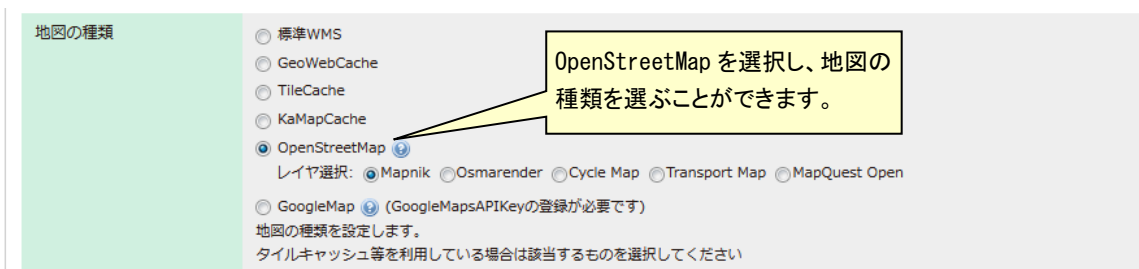 地図の種類
標準WMS
GeoWebCache
TileCache
KaMapCache
OpenStreetMap
レイヤ選択: Mapnik Osmarender Cycle Map Transport Map MapQuest Open
GoogleMap (GoogleMapsAPIKeyの登録が必要です)
地図の種類を設定します。
タイルキャッシュ等を利用している場合は該当するものを選択してください
OpenStreetMap を選択し、地図の
種類を選ぶことができます。